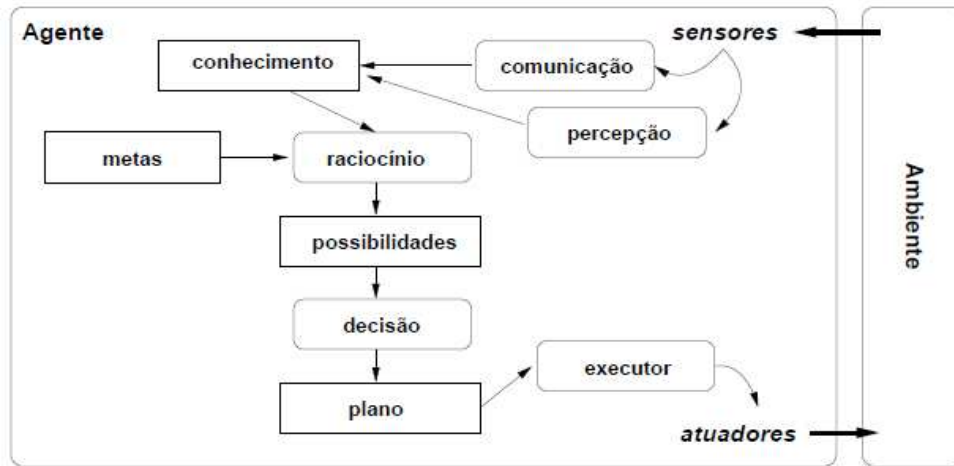 Agente
sensores
conhecimento
comunicação
percepção
metas
raciocínio
possibilidades
decisão
executor
plano
atuadores
Ambiente